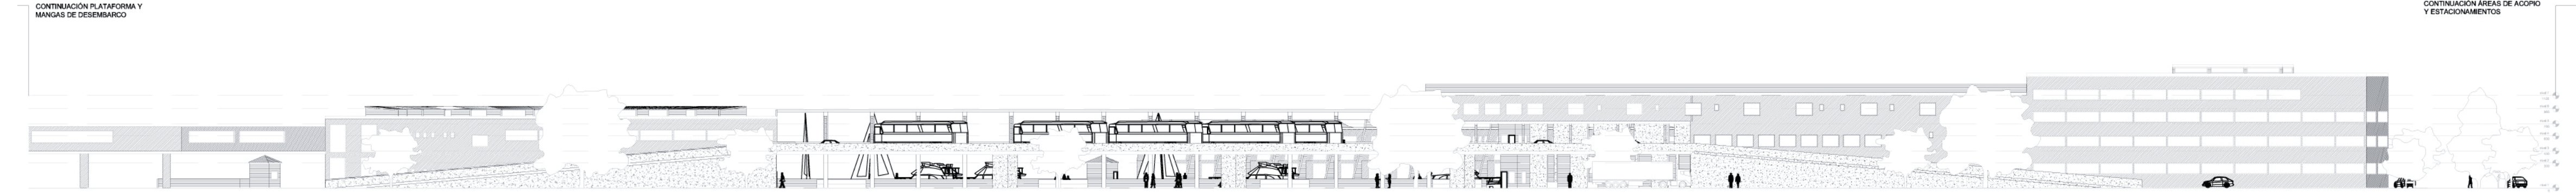 CONTINUACIÓN PLATAFORMA Y
MANGAS DE DESEMBARCO
CONTINUACIÓN ÁREAS DE ACOPIO
Y ESTACIONAMIENTOS